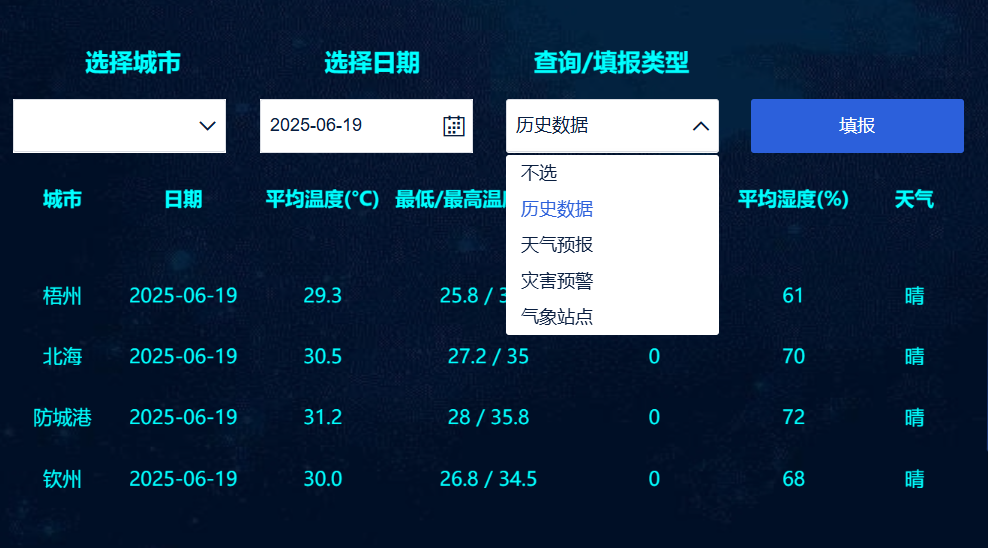 选择城市 选择日期 查询/填报类型
2025-06-19 历史数据 填报
不选
城市 日期 平均温度(℃) 最低/最高温 平均湿度(%) 天气
历史数据
天气预报
灾害预警
梧州 2025-06-19 29.3 25.8 / 61 晴
气象站点
北海 2025-06-19 30.5 27.2 / 35 0 70 晴
防城港 2025-06-19 31.2 28 / 35.8 0 72 晴
钦州 2025-06-19 30.0 26.8 / 34.5 0 68 晴